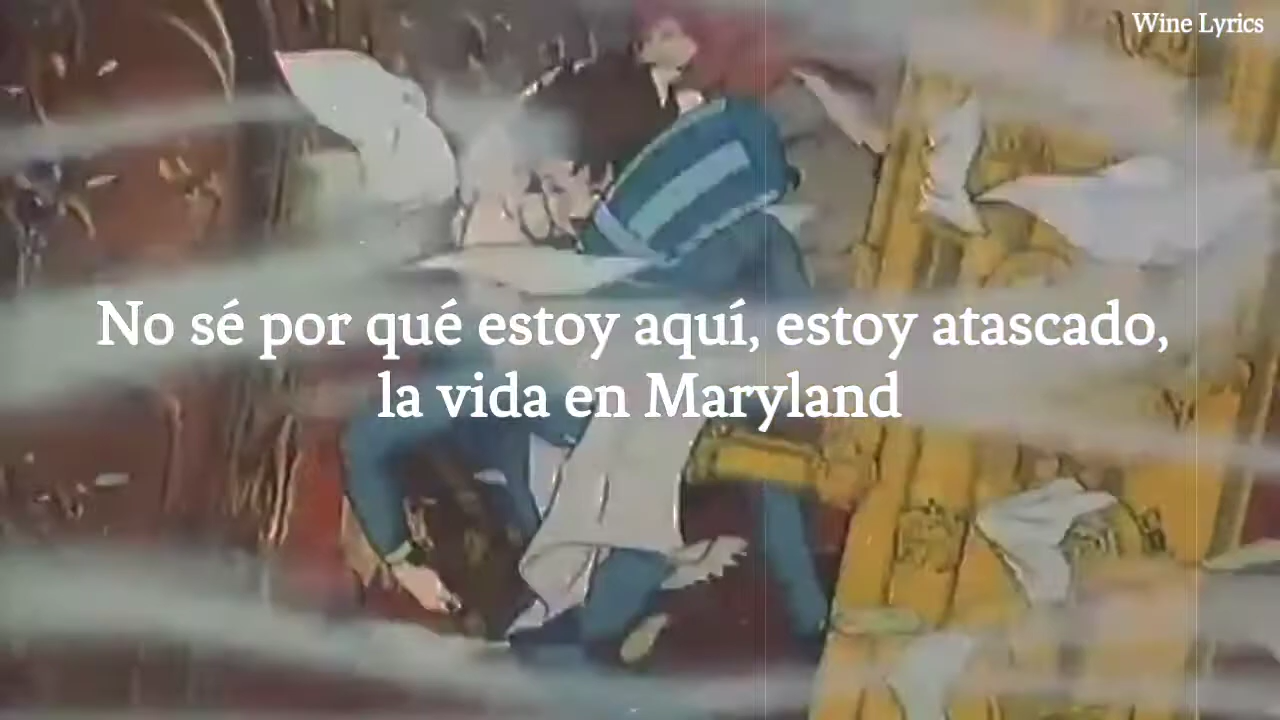 Wine Lyrics
No sé por qué estoy aquí, estoy atascado,
la vida en Maryland